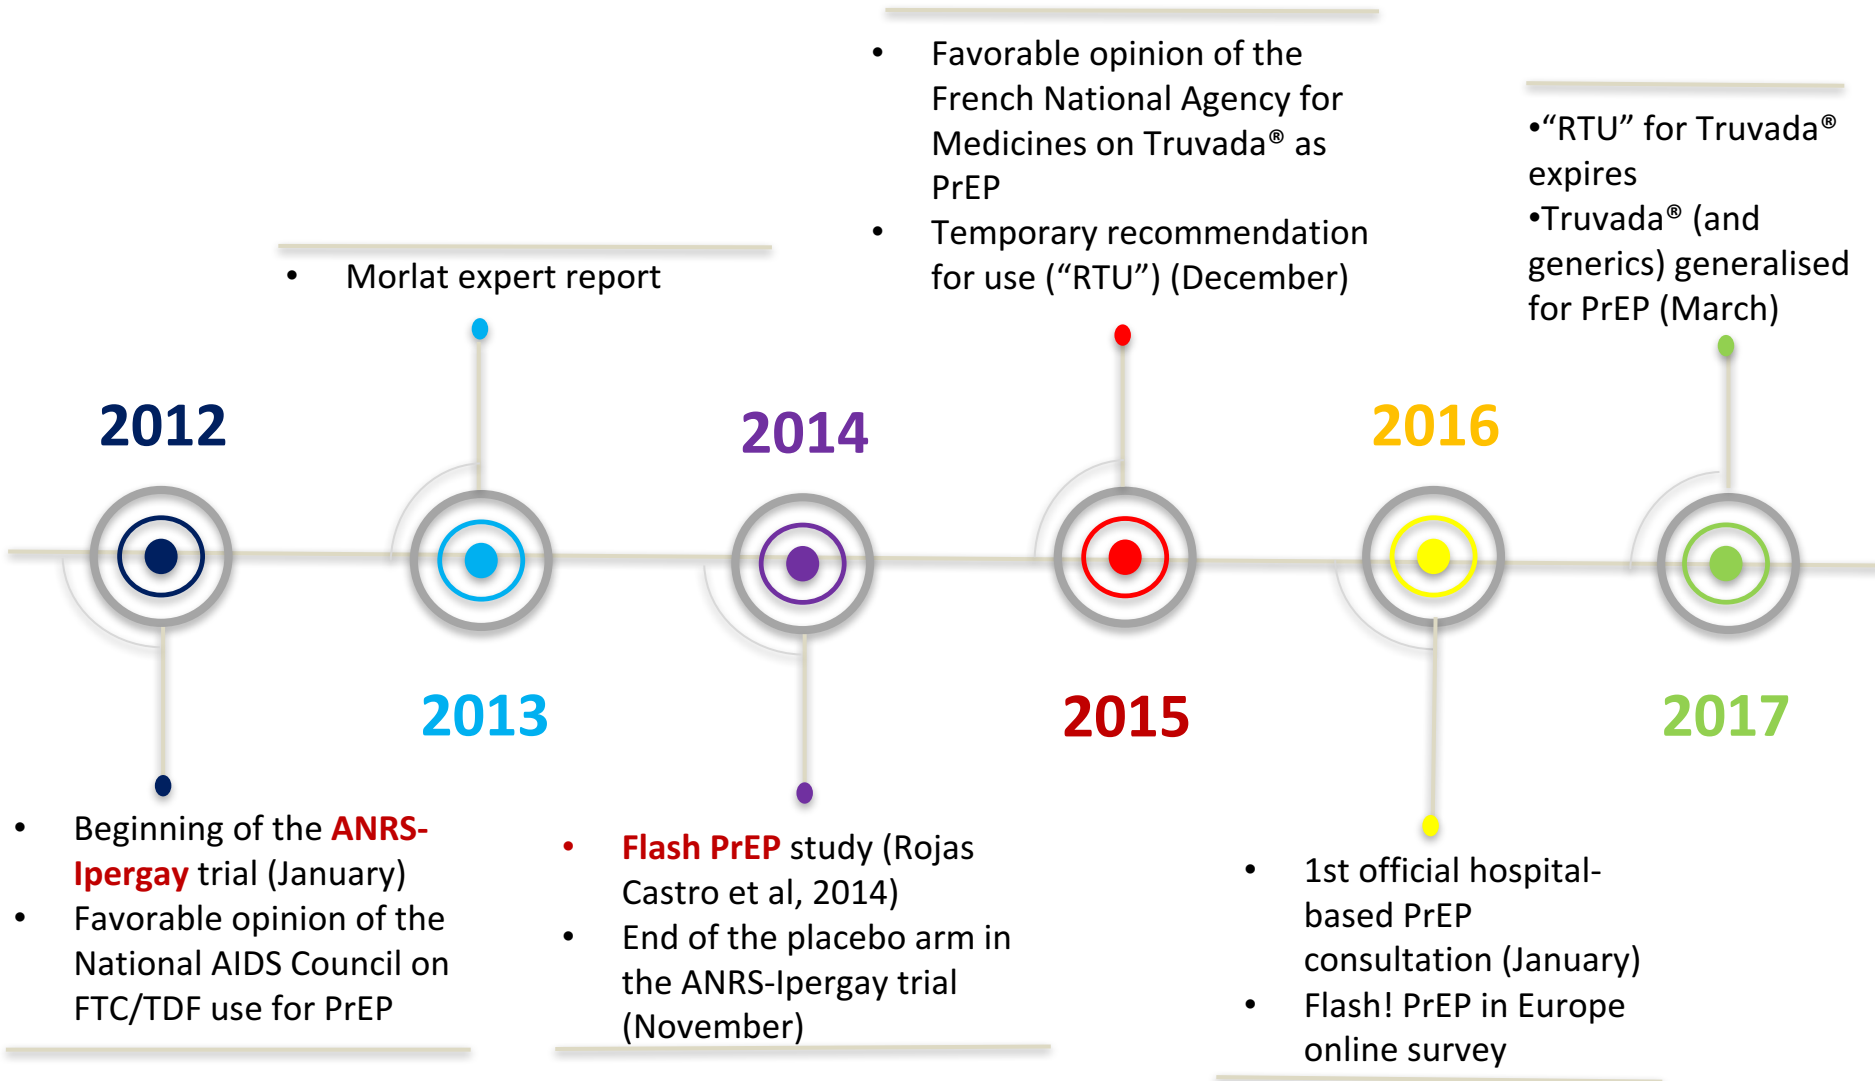 2012
• Beginning of the ANRS-
Ipergay trial (January)
• Favorable opinion of the
National AIDS Council on
FTC/TDF use for PrEP
• Morlat expert report
2013
2014
• Flash PrEP study (Rojas
Castro et al, 2014)
• End of the placebo arm in
the ANRS-Ipergay trial
(November)
• Favorable opinion of the
French National Agency for
Medicines on Truvada® as
PrEP
• Temporary recommendation
for use (“RTU”) (December)
2015
2016
• 1st official hospital-
based PrEP
consultation (January)
• Flash! PrEP in Europe
online survey
•“RTU” for Truvada®
expires
•Truvada® (and
generics) generalised
for PrEP (March)
2017